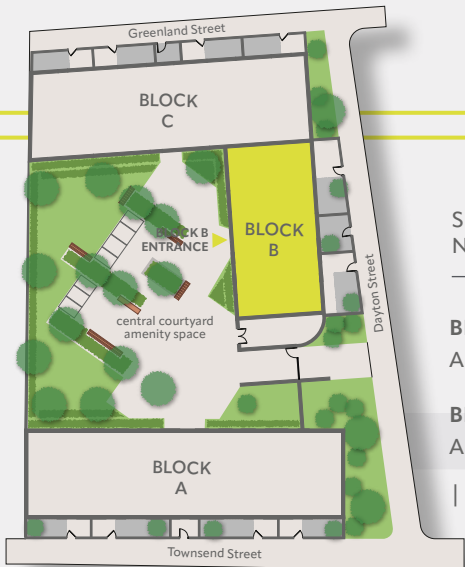 Greenland Street
BLOCK
C
BLOCK B
ENTRANCE
BLOCK
B
central courtyard
amenity space
Dayton Street
BLOCK
A
Townsend Street
S
N
B
A
B
A